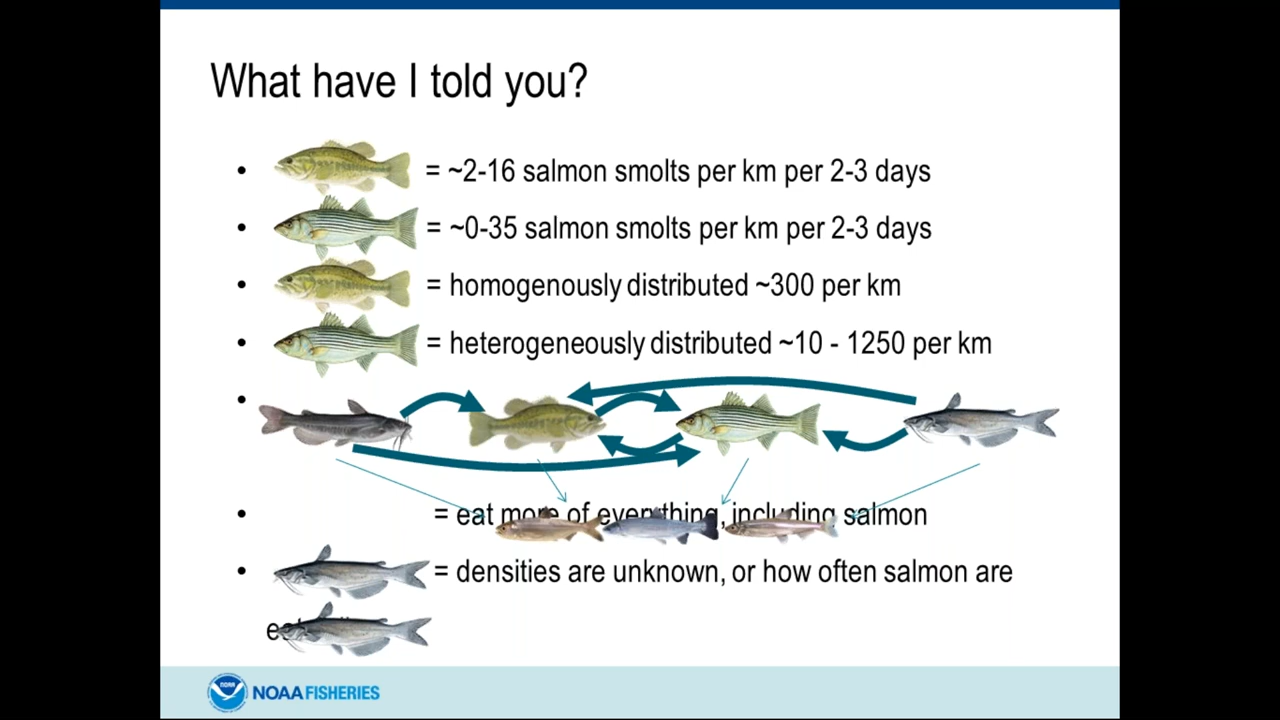 What have I told you?
• = ~2-16 salmon smolts per km per 2-3 days
• = ~0-35 salmon smolts per km per 2-3 days
• = homogenously distributed ~300 per km
• = heterogeneously distributed ~10 - 1250 per km
•
• = eat more of everything, including salmon
• = densities are unknown, or how often salmon are
NOAA FISHERIES